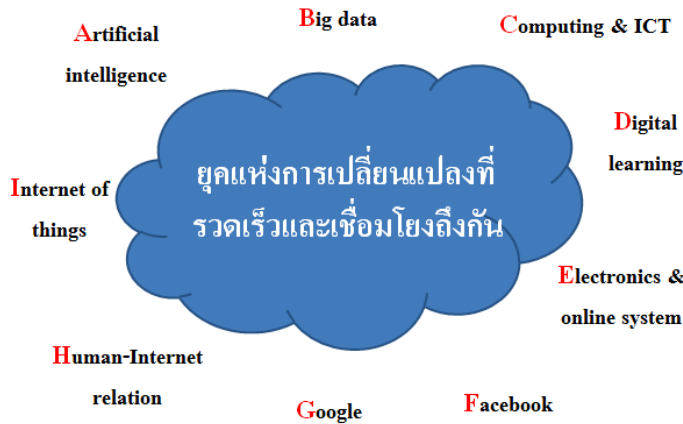 Artificial
intelligence
Big data
Computing & ICT
Digital
learning
Electronics &
online system
Facebook
Google
Human-Internet
relation
Internet of
things
ยุคแห่งการเปลี่ยนแปลงที่
รวดเร็วและเชื่อมโยงถึงกัน